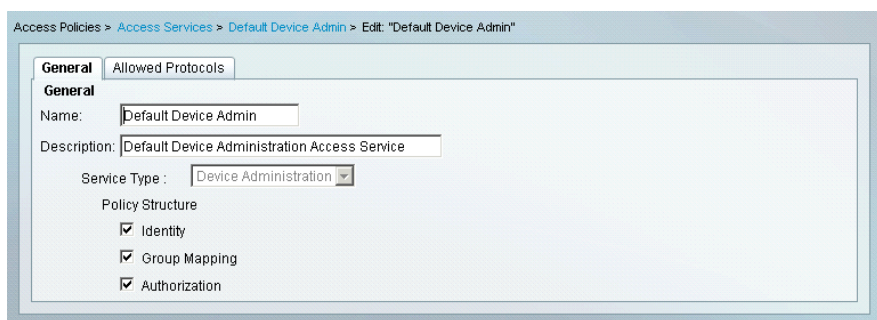 Access Policies > Access Services > Default Device Admin > Edit: "Default Device Admin"
General Allowed Protocols
General
Name: Default Device Admin
Description: Default Device Administration Access Service
Service Type : Device Administration
Policy Structure
Identity
Group Mapping
Authorization